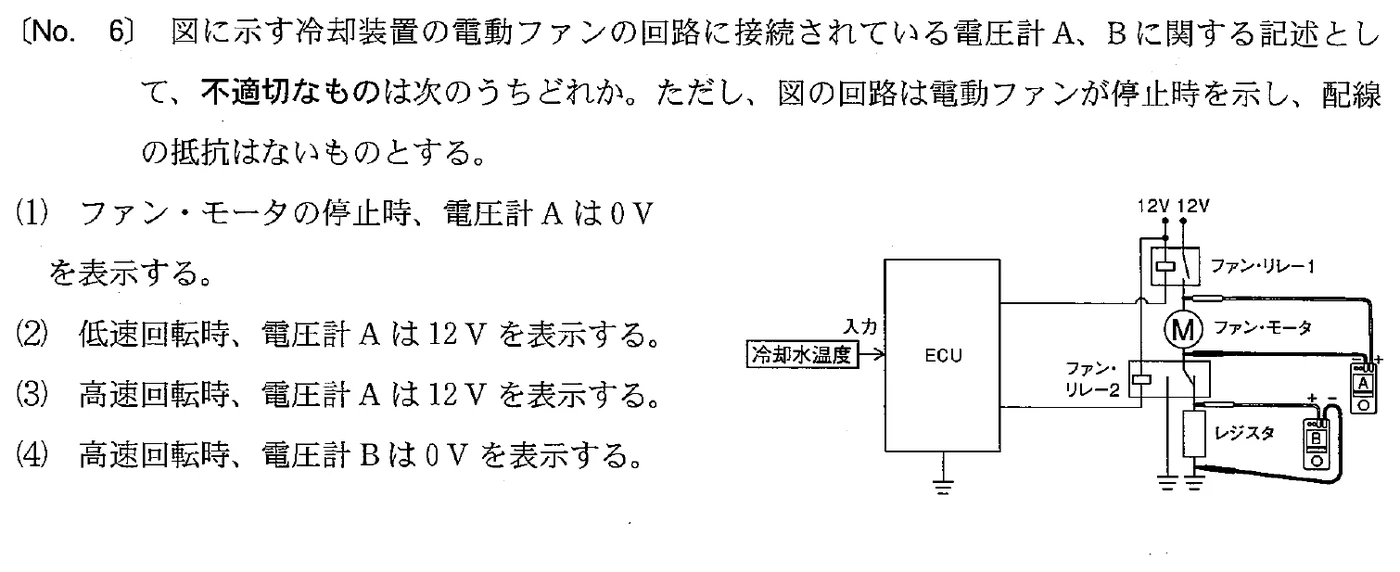 〔No. 6〕 図に示す冷却装置の電動ファンの回路に接続されている電圧計A、Bに関する記述とし
て、不適切なものは次のうちどれか。ただし、図の回路は電動ファンが停止時を示し、配線
の抵抗はないものとする。
(1) ファン・モータの停止時、電圧計Aは0V
を表示する。
(2) 低速回転時、電圧計Aは12Vを表示する。
(3) 高速回転時、電圧計Aは12Vを表示する。
(4) 高速回転時、電圧計Bは0Vを表示する。
12V 12V
ファン・リレー1
入力
冷却水温度
ECU
M
ファン・モータ
ファン・
リレー2
− +
A
レジスタ
+ −
B